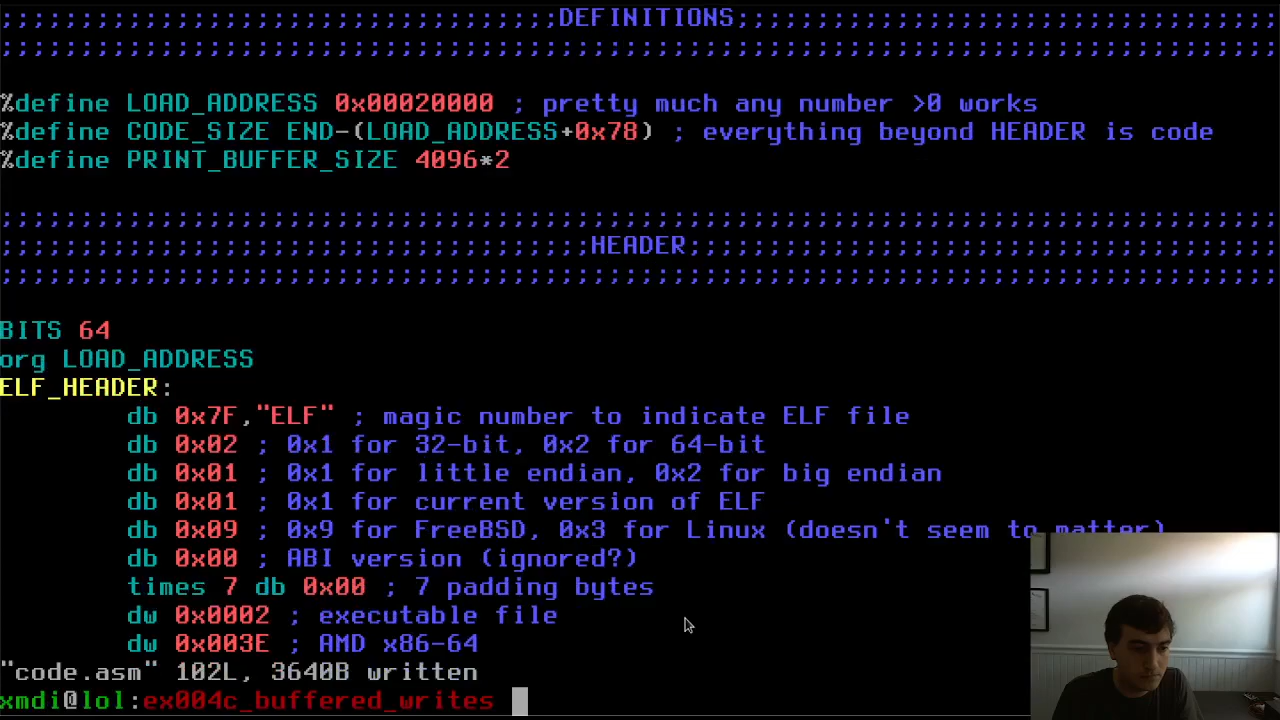 ;;;;;;;;;;;;;;;;;;;;;;;;;;;;;;;;;;;DEFINITIONS;;;;;;;;;;;;;;;;;;;;;;;;;;;;;;;;;;
;;;;;;;;;;;;;;;;;;;;;;;;;;;;;;;;;;;;;;;;;;;;;;;;;;;;;;;;;;;;;;;;;;;;;;;;;;;;;;;;
%define LOAD_ADDRESS 0x00020000 ; pretty much any number >0 works
%define CODE_SIZE END-(LOAD_ADDRESS+0x78) ; everything beyond HEADER is code
%define PRINT_BUFFER_SIZE 4096*2
;;;;;;;;;;;;;;;;;;;;;;;;;;;;;;;;;;;;;;;;;;;;;;;;;;;;;;;;;;;;;;;;;;;;;;;;;;;;;;;;
;;;;;;;;;;;;;;;;;;;;;;;;;;;;;;;;;;;;;HEADER;;;;;;;;;;;;;;;;;;;;;;;;;;;;;;;;;;;;;
;;;;;;;;;;;;;;;;;;;;;;;;;;;;;;;;;;;;;;;;;;;;;;;;;;;;;;;;;;;;;;;;;;;;;;;;;;;;;;;;
BITS 64
org LOAD_ADDRESS
ELF_HEADER:
db 0x7F,"ELF" ; magic number to indicate ELF file
db 0x02 ; 0x1 for 32-bit, 0x2 for 64-bit
db 0x01 ; 0x1 for little endian, 0x2 for big endian
db 0x01 ; 0x1 for current version of ELF
db 0x09 ; 0x9 for FreeBSD, 0x3 for Linux (doesn't seem to matter)
db 0x00 ; ABI version (ignored?)
times 7 db 0x00 ; 7 padding bytes
dw 0x0002 ; executable file
dw 0x003E ; AMD x86-64
"code.asm" 102L, 3640B written
xmdi@lol:ex004c_buffered_writes